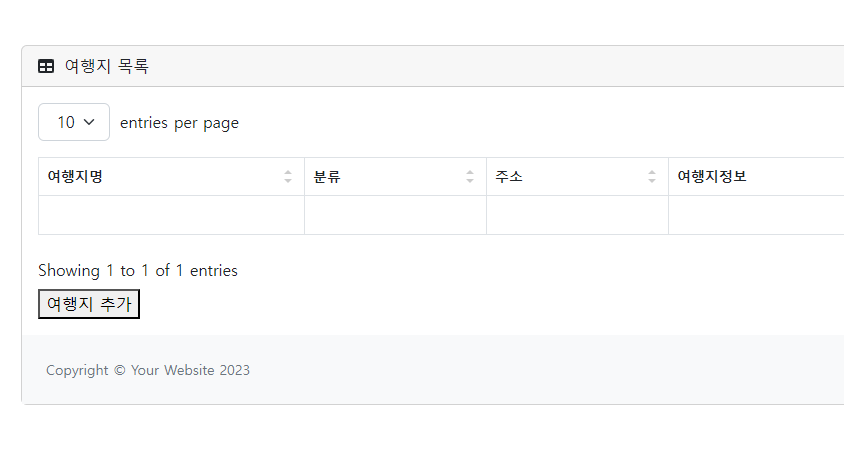 여행지 목록
10 entries per page
여행지명 분류 주소 여행지정보
Showing 1 to 1 of 1 entries
여행지 추가
Copyright © Your Website 2023